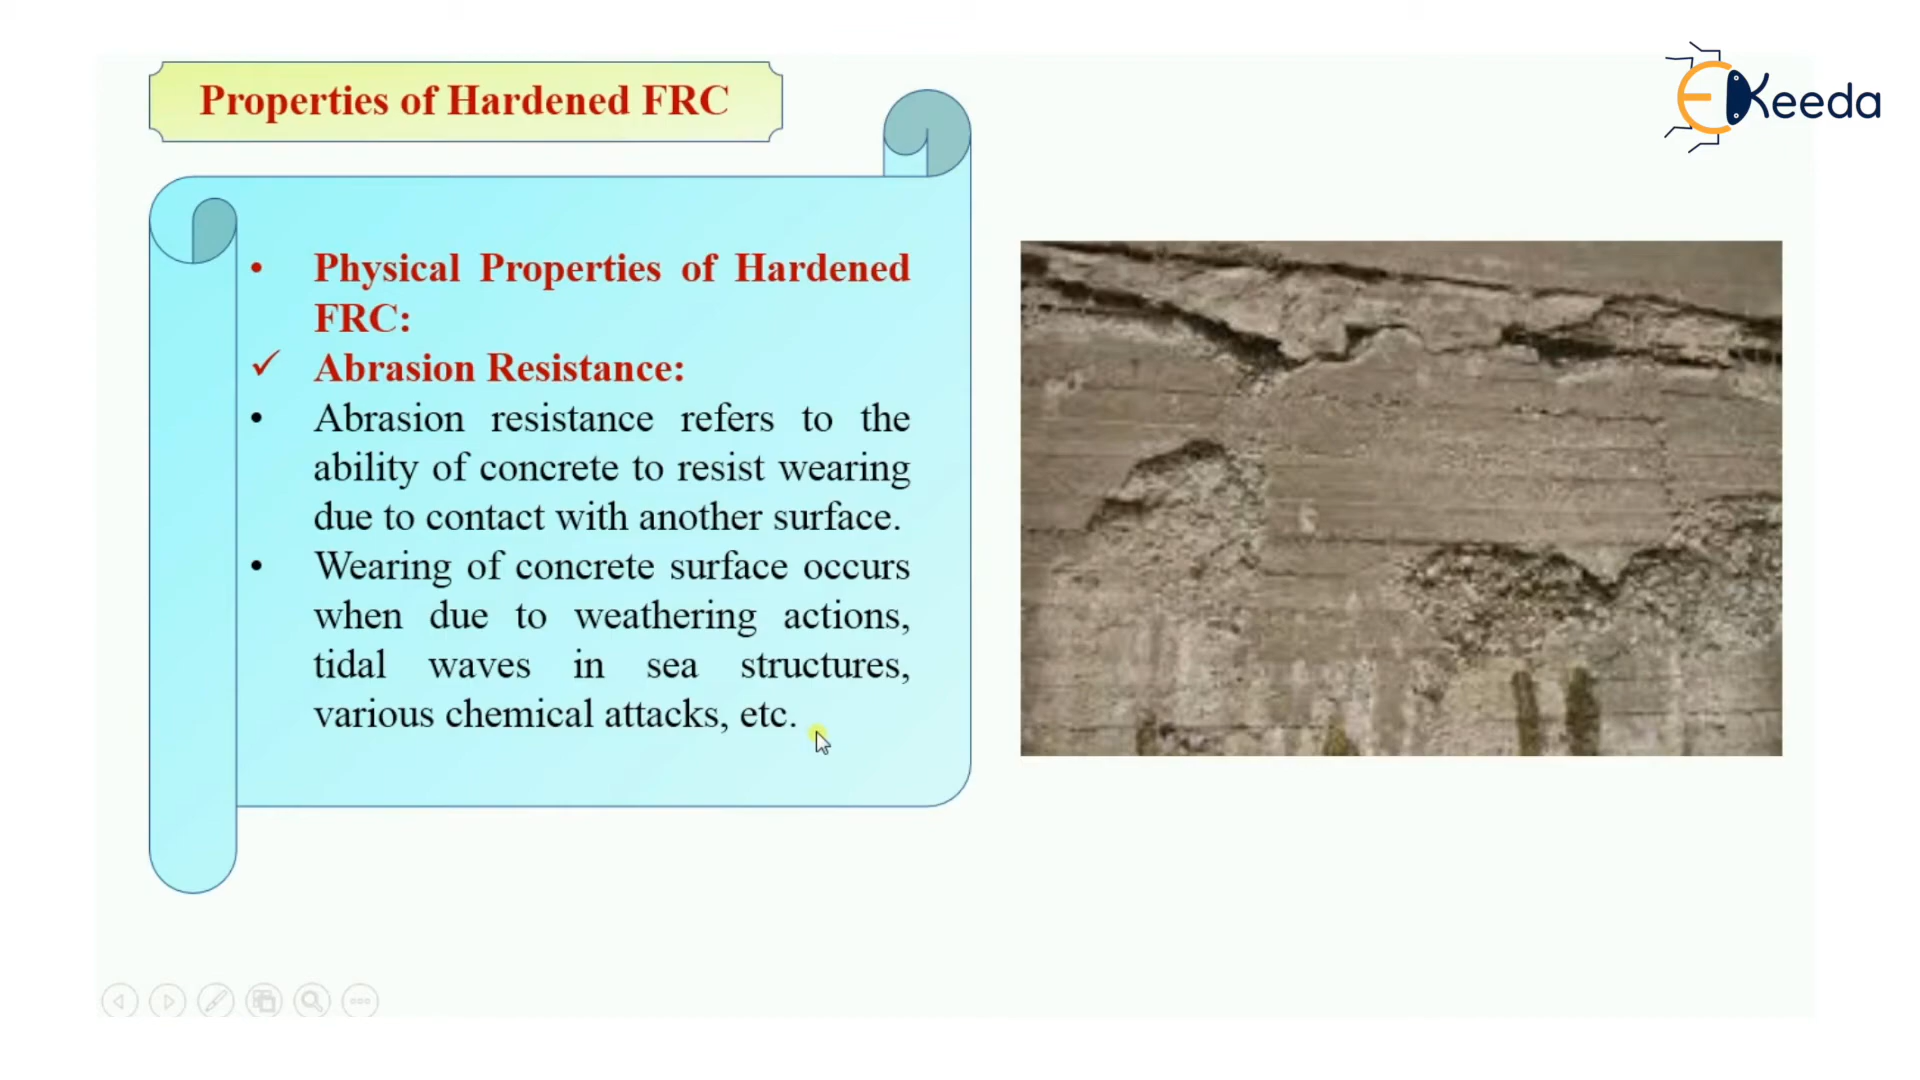 Properties of Hardened FRC
EKeeda
• Physical Properties of Hardened
FRC:
✓ Abrasion Resistance:
• Abrasion resistance refers to the
ability of concrete to resist wearing
due to contact with another surface.
• Wearing of concrete surface occurs
when due to weathering actions,
tidal waves in sea structures,
various chemical attacks, etc.